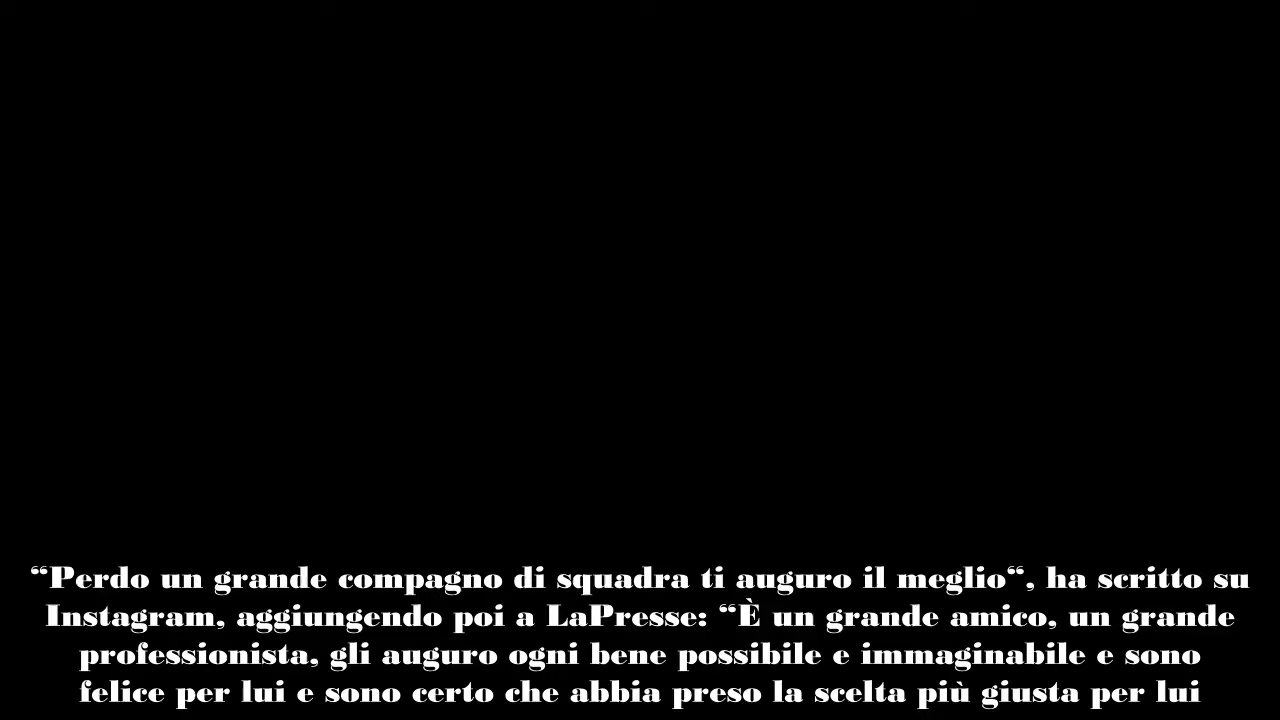 “Perdo un grande compagno di squadra ti auguro il meglio“, ha scritto su
Instagram, aggiungendo poi a LaPresse: “È un grande amico, un grande
professionista, gli auguro ogni bene possibile e immaginabile e sono
felice per lui e sono certo che abbia preso la scelta più giusta per lui